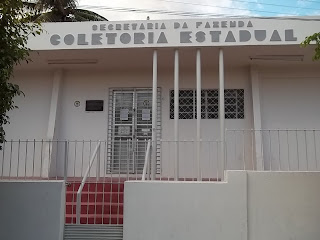 SECRETARIA DA FAZENDA
COLETORIA ESTADUAL